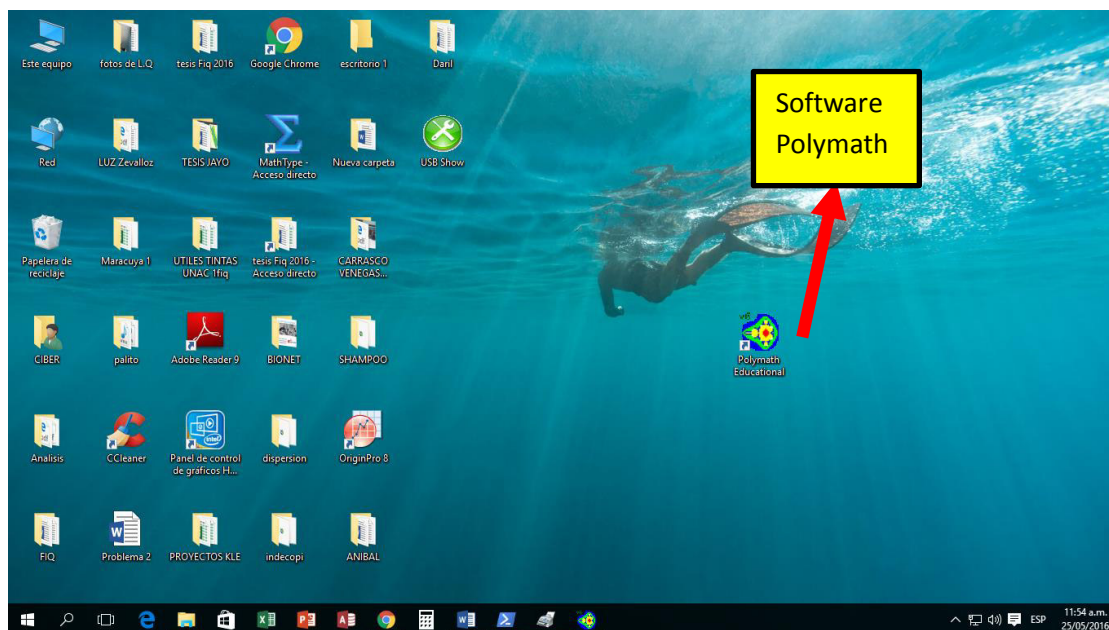 Este equipo
fotos de L.Q
tesis Fiq 2016
Google Chrome
escritorio 1
Daril
Software
Polymath
Red
LUZ Zevalloz
TESIS JAYO
MathType -
Acceso directo
Nueva carpeta
USB Show
Papelera de
reciclaje
Maracuya 1
UTILES TINTAS
UNAC 1fiq
tesis Fiq 2016 -
Acceso directo
CARRASCO
VENEGAS...
CIBER
palito
Adobe Reader 9
BIONET
SHAMPOO
v6
Polymath
Educational
Analisis
CCleaner
Panel de control
de gráficos H...
dispersion
OriginPro 8
FIQ
Problema 2
PROYECTOS KLE
indecopi
ANIBAL
ESP
11:54 a.m.
25/05/2016